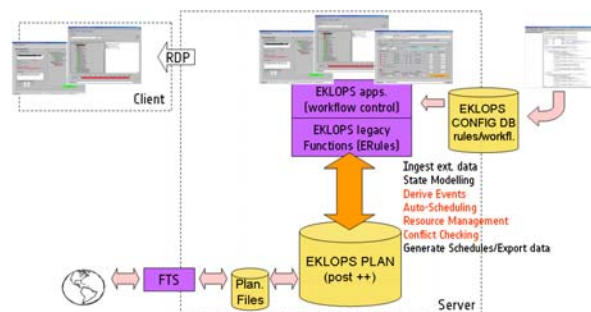 RDP
Client
EKLOPS apps.
(workflow control)
EKLOPS legacy
Functions (ERules)
EKLOPS
CONFIG DB
rules/workfl.
Ingest ext. data
State Modelling
Derive Events
Auto-Scheduling
Resource Management
Conflict Checking
Generate Schedules/Export data
EKLOPS PLAN
(post ++)
FTS
Plan.
Files
Server